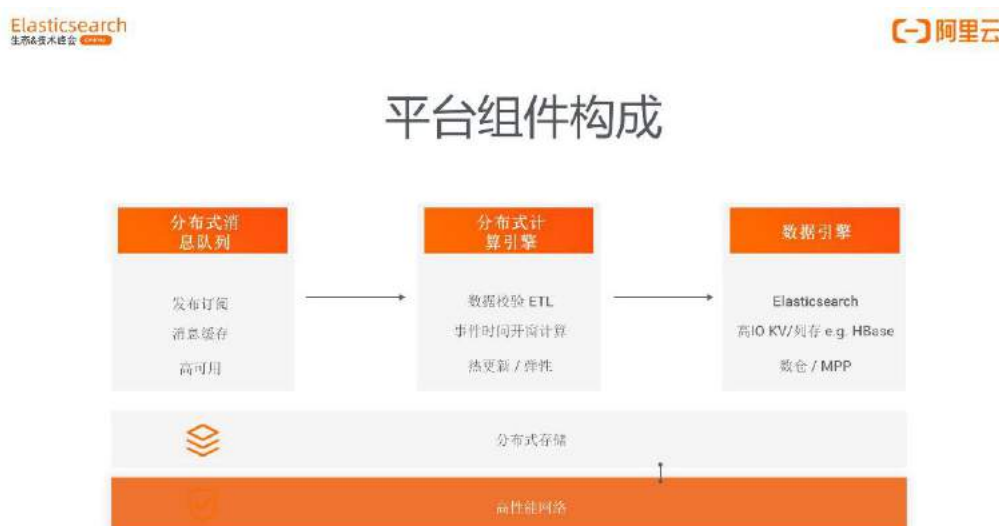 Elasticsearch
生态&技术峰会
阿里云
平台组件构成
分布式消
息队列
发布订阅
消息缓存
高可用
分布式计
算引擎
数据校验 ETL
事件时间开窗计算
热更新 / 弹性
数据引擎
Elasticsearch
高IO KV/列存 e.g. HBase
数仓 / MPP
分布式存储
高性能网络